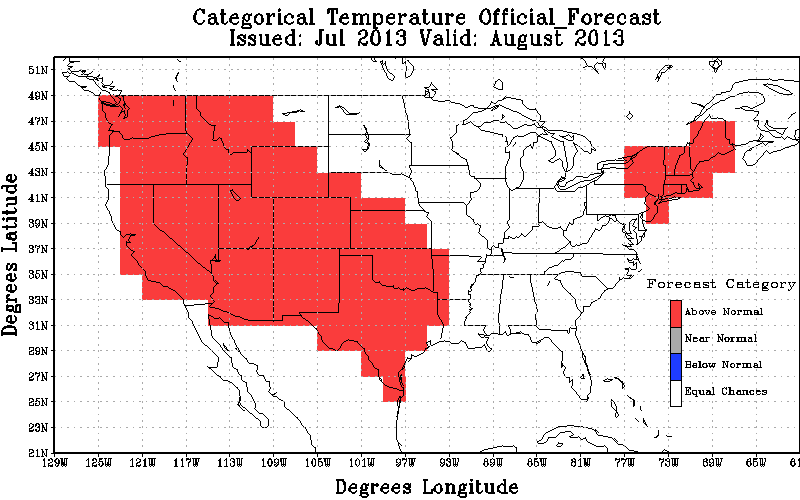 Categorical Temperature Official_Forecast
Issued: Jul 2013 Valid: August 2013
51N
49N
47N
45N
43N
41N
39N
37N
35N
33N
31N
29N
27N
25N
23N
21N
Degrees Latitude
Forecast Category
Above Normal
Near Normal
Below Normal
Equal Chances
129W 125W 121W 117W 113W 109W 105W 101W 97W 93W 89W 85W 81W 77W 73W 69W 65W
Degrees Longitude